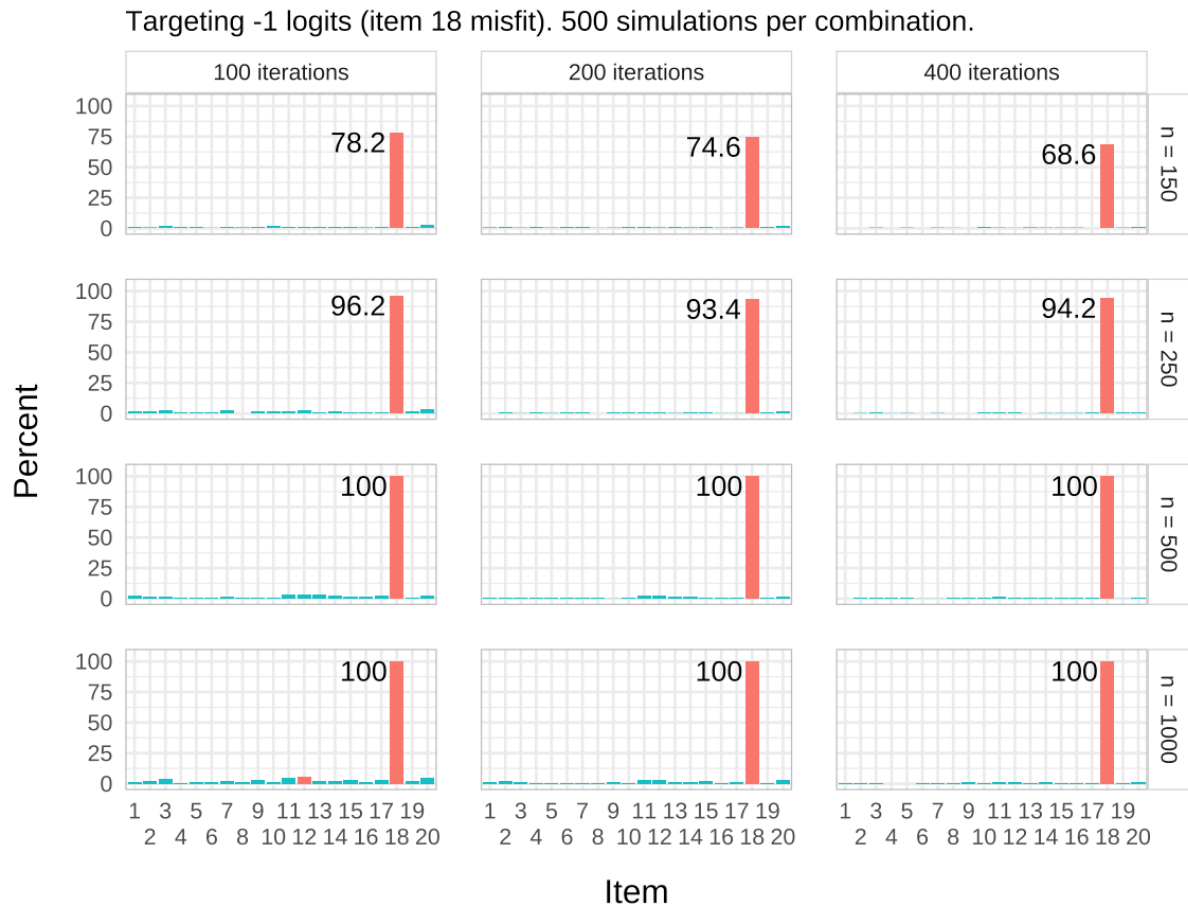 Targeting -1 logits (item 18 misfit). 500 simulations per combination.
100 iterations
200 iterations
400 iterations
100
75
50
25
0
78.2
74.6
68.6
n = 150
100
75
50
25
0
96.2
93.4
94.2
n = 250
100
75
50
25
0
100
100
100
n = 500
100
75
50
25
0
100
100
100
n = 1000
Percent
1 3 5 7 9 11 13 15 17 19
2 4 6 8 10 12 14 16 18 20
1 3 5 7 9 11 13 15 17 19
2 4 6 8 10 12 14 16 18 20
1 3 5 7 9 11 13 15 17 19
2 4 6 8 10 12 14 16 18 20
Item